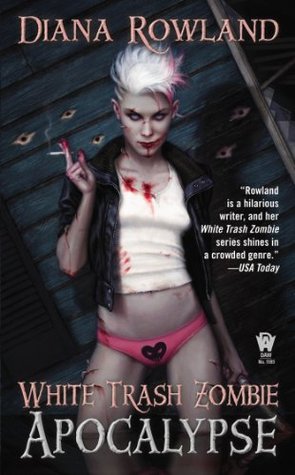 DIANA ROWLAND
"Rowland
is a hilarious
writer, and her
White Trash Zombie
series shines in
a crowded genre."
—USA Today
DAW
WHITE TRASH ZOMBIE
APOCALYPSE